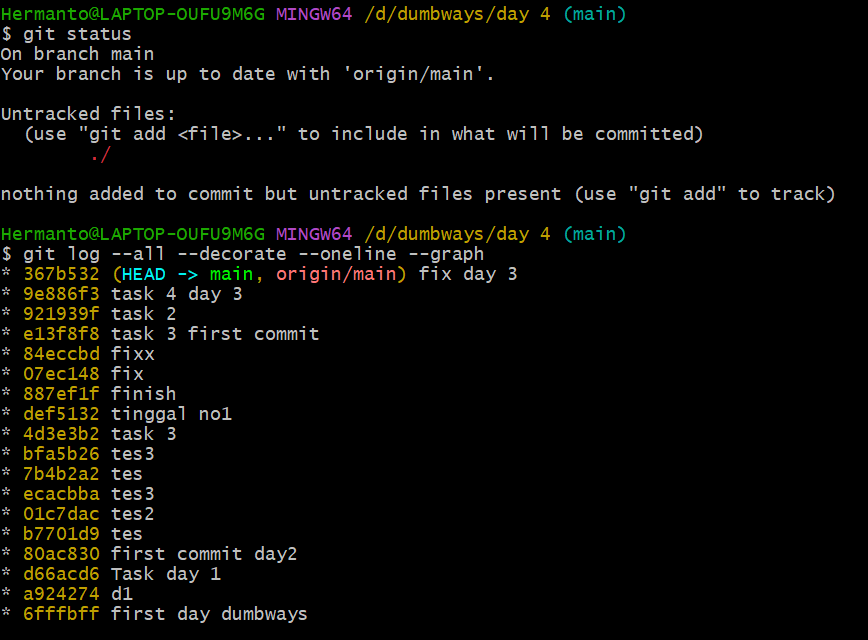 Hermanto@LAPTOP-OUFU9M6G MINGW64 /d/dumbways/day 4 (main)
$ git status
On branch main
Your branch is up to date with 'origin/main'.
Untracked files:
  (use "git add <file>..." to include in what will be committed)
        ./
nothing added to commit but untracked files present (use "git add" to track)
Hermanto@LAPTOP-OUFU9M6G MINGW64 /d/dumbways/day 4 (main)
$ git log --all --decorate --oneline --graph
* 367b532 (HEAD -> main, origin/main) fix day 3
* 9e886f3 task 4 day 3
* 921939f task 2
* e13f8f8 task 3 first commit
* 84eccbd fixx
* 07ec148 fix
* 887ef1f finish
* def5132 tinggal no1
* 4d3e3b2 task 3
* bfa5b26 tes3
* 7b4b2a2 tes
* ecacbba tes3
* 01c7dac tes2
* b7701d9 tes
* 80ac830 first commit day2
* d66acd6 Task day 1
* a924274 d1
* 6fffbff first day dumbways